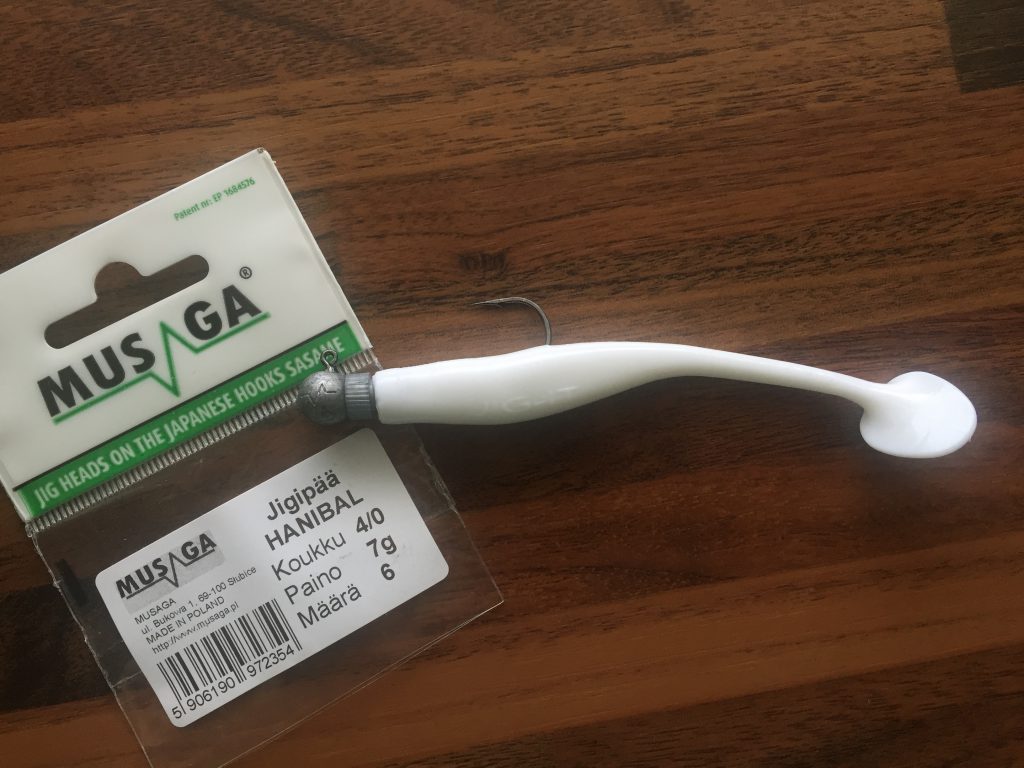 Patent nr: EP 1684576
MUSAGA®
JIG HEADS ON THE JAPANESE HOOKS SASAME
MUSAGA
MUSAGA
ul. Bukowa 1, 69-100 Słubice
MADE IN POLAND
http://www.musaga.pl
5 906190 972354
Jigipää
HANIBAL
Koukku 4/0
Paino 7g
Määrä 6